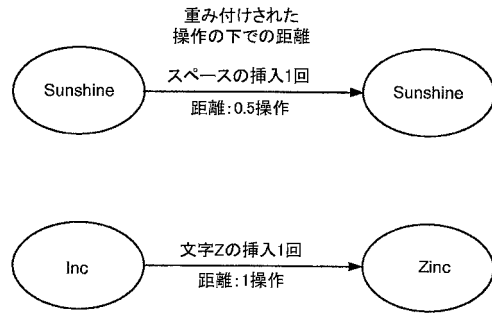 重み付けされた
操作の下での距離
スペースの挿入1回
Sunshine
Sunshine
距離:0.5操作
文字Zの挿入1回
Inc
Zinc
距離:1操作